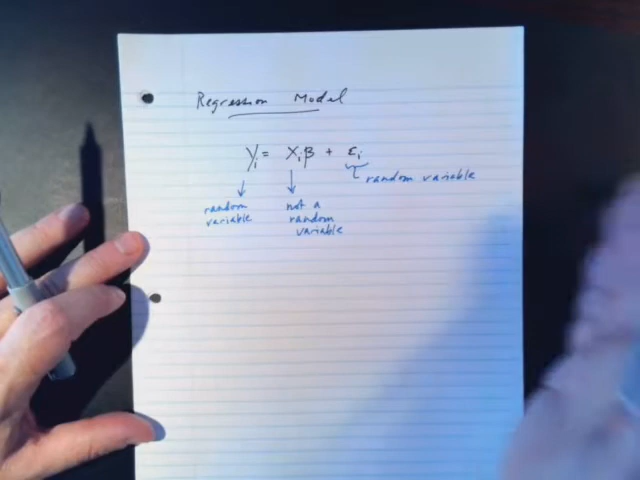 Regression Model
Yi = Xiβ + εi
random variable
random
variable
not a
random
variable